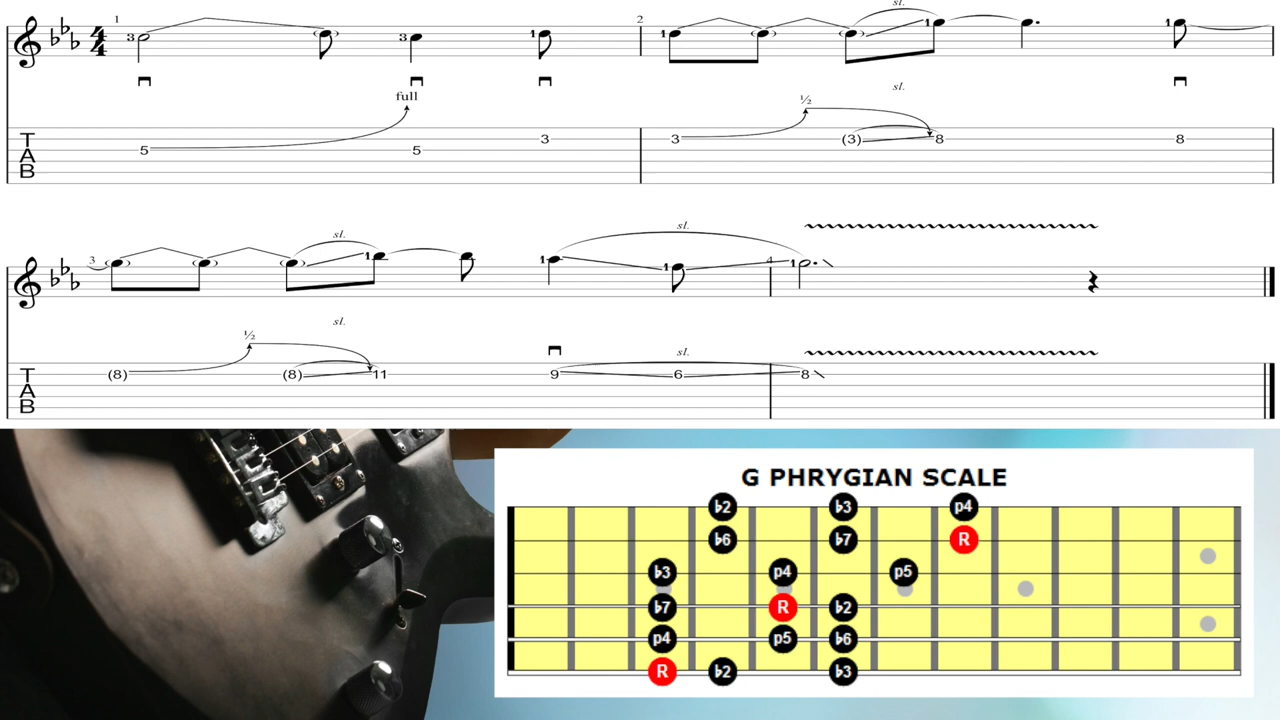 1 2
sl.
3 3 1 1 1 1
4
4
full ½ sl.
T
A
B
5 5 3 3 (3) 8 8
3 sl. sl. 4
1 1 1 1
½ sl. sl.
T
A
B
(8) (8) 11 9 6 8
G PHRYGIAN SCALE
b2 b3 p4
b6 b7 R
b3 p4 p5
b7 R b2
p4 p5 b6
R b2 b3